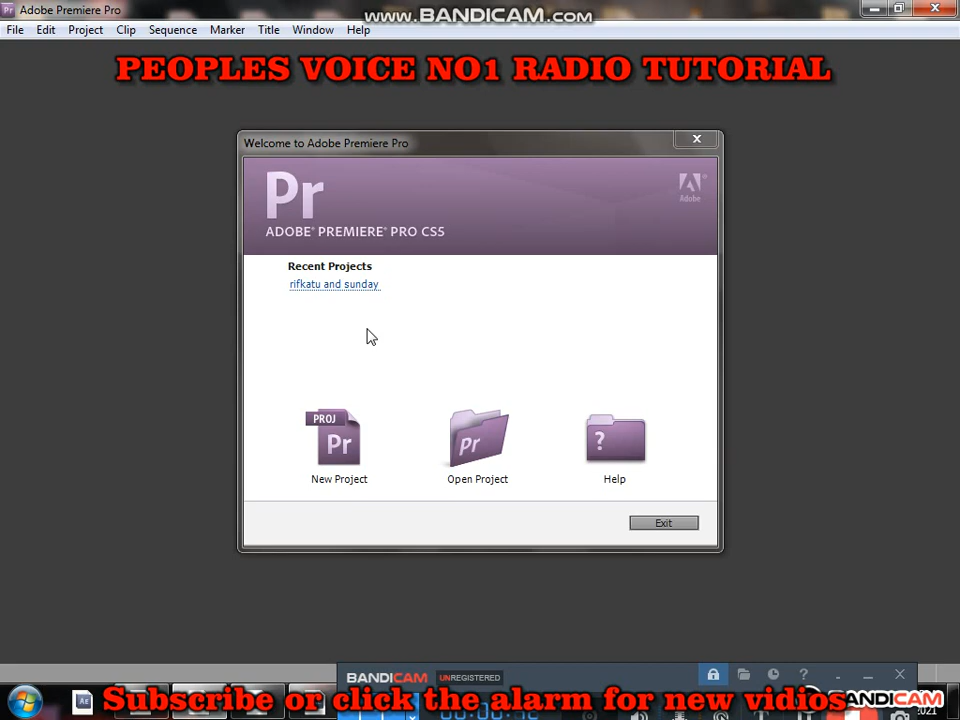 Adobe Premiere Pro
WWW.BANDICAM.COM
File Edit Project Clip Sequence Marker Title Window Help
PEOPLES VOICE NO1 RADIO TUTORIAL
Welcome to Adobe Premiere Pro
Pr
Adobe
ADOBE® PREMIERE® PRO CS5
Recent Projects
rifkatu and sunday
PROJ
Pr
Pr
?
New Project
Open Project
Help
Exit
BANDICAM UNREGISTERED
?
Ae
Subscribe or click the alarm for new vidios
BANDICAM
2021